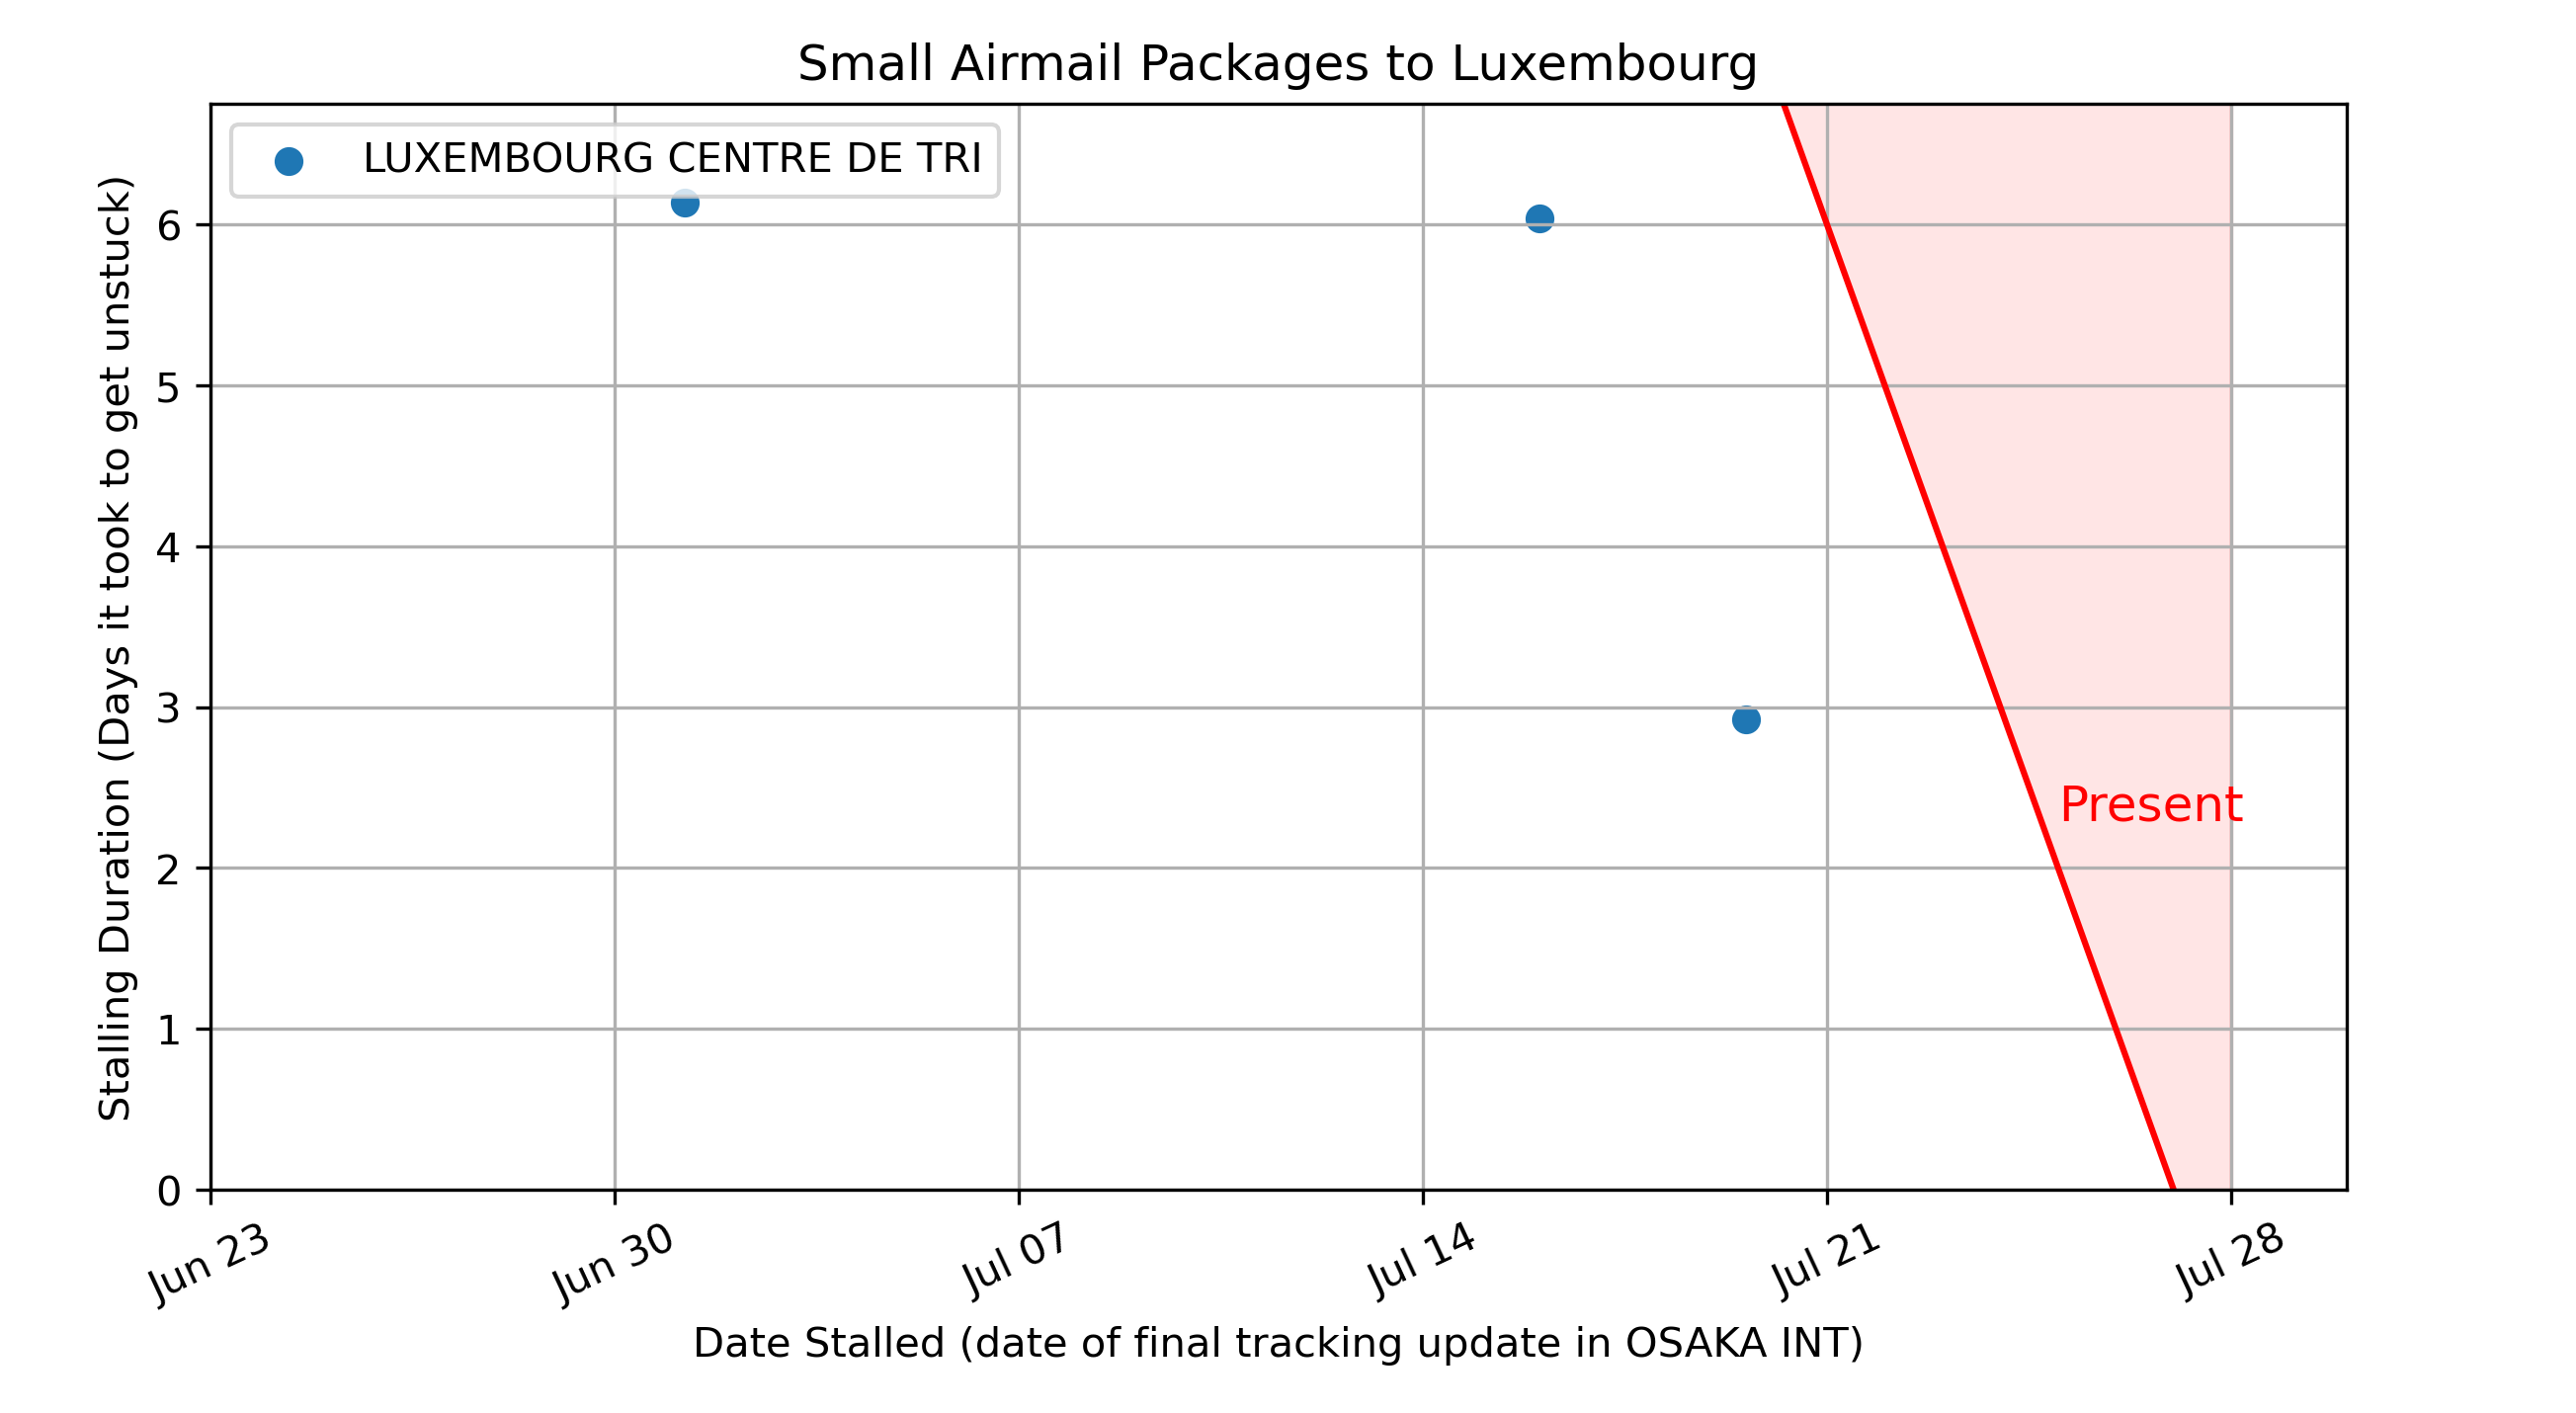 Small Airmail Packages to Luxembourg
LUXEMBOURG CENTRE DE TRI
Stalling Duration (Days it took to get unstuck)
6
5
4
3
2
1
0
Present
Jun 23
Jun 30
Jul 07
Jul 14
Jul 21
Jul 28
Date Stalled (date of final tracking update in OSAKA INT)